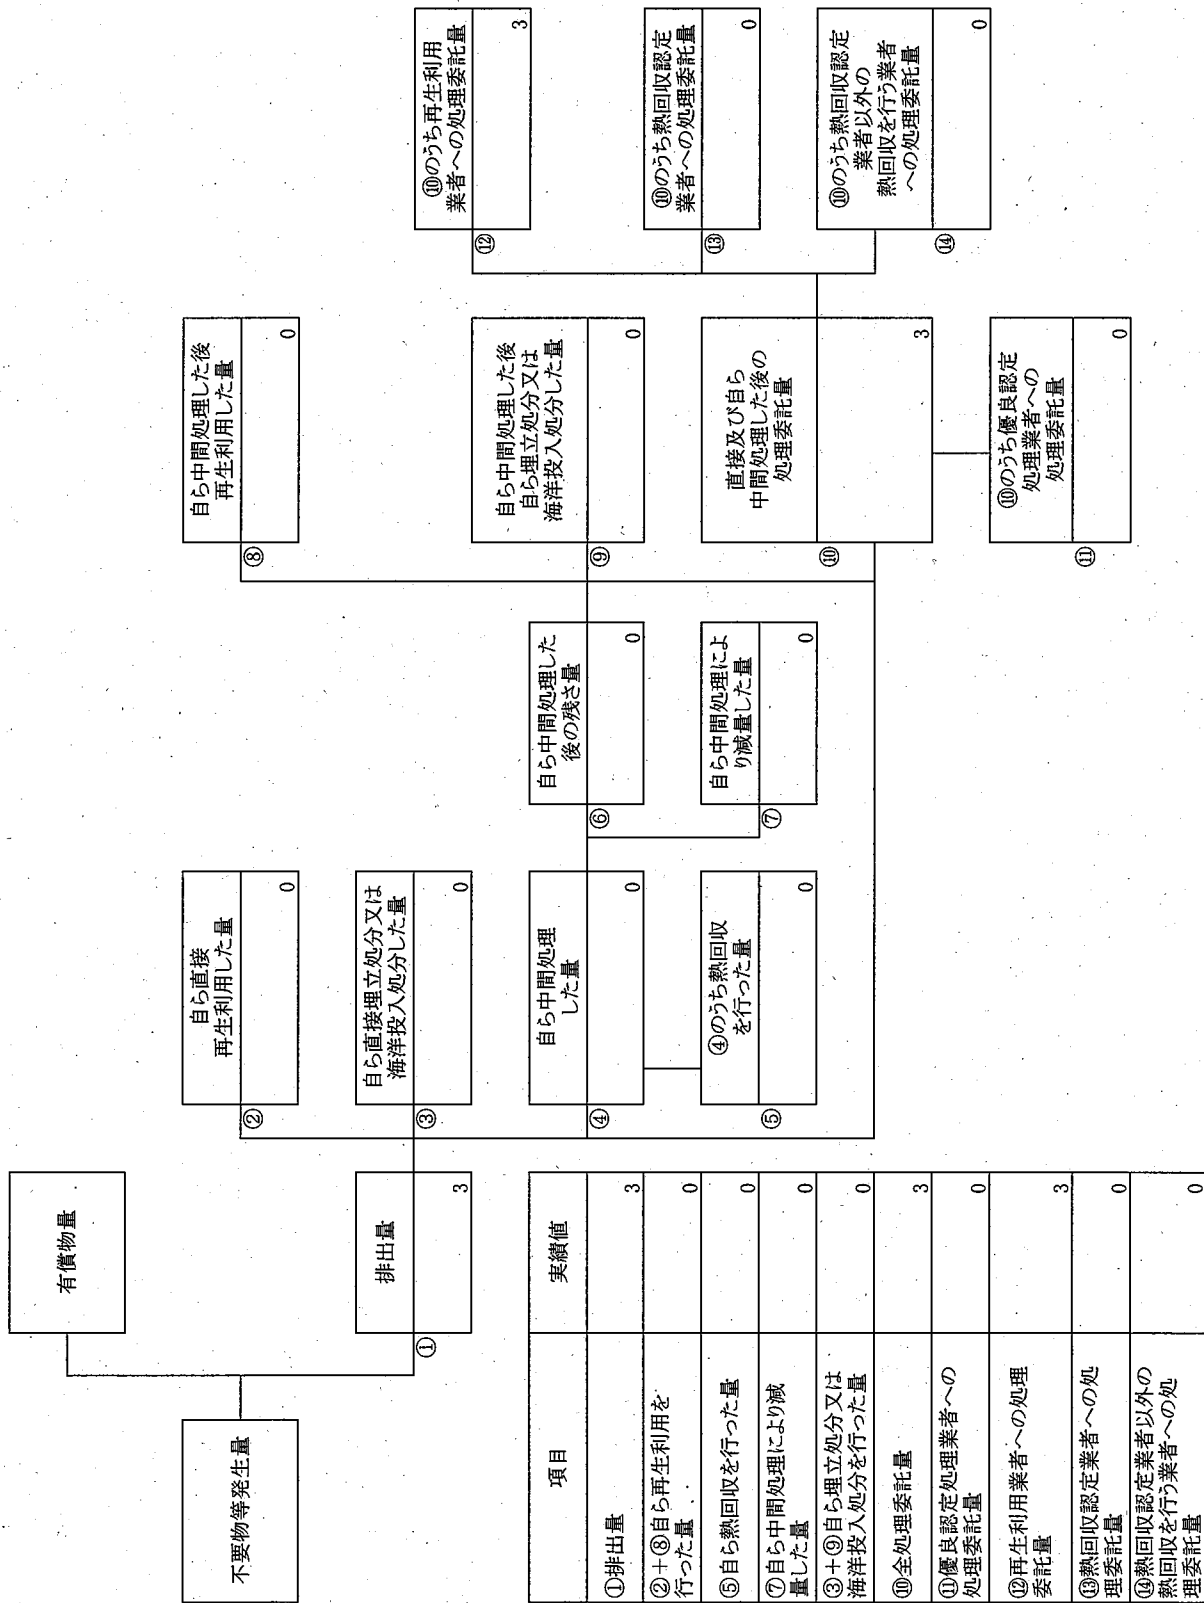 不要物等発生量
有償物量
①
排出量
3
②
自ら直接
再生利用した量
0
③
自ら直接埋立処分又は
海洋投入処分した量
0
④
自ら中間処理
した量
0
⑤
④のうち熱回収
を行った量
0
⑥
自ら中間処理した
後の残さ量
0
⑦
自ら中間処理によ
り減量した量
0
⑧
自ら中間処理した後
再生利用した量
0
⑨
自ら中間処理した後
自ら埋立処分又は
海洋投入処分した量
0
⑩
直接及び自ら
中間処理した後の
処理委託量
3
⑪
⑩のうち優良認定
処理業者への
処理委託量
0
⑫
⑩のうち再生利用
業者への処理委託量
3
⑬
⑩のうち熱回収認定
業者への処理委託量
0
⑭
⑩のうち熱回収認定
業者以外の
熱回収を行う業者
への処理委託量
0
項目 実績値
①排出量 3
②+⑧自ら再生利用を
行った量 0
⑤自ら熱回収を行った量 0
⑦自ら中間処理により減
量した量 0
③+⑨自ら埋立処分又は
海洋投入処分を行った量 0
⑩全処理委託量 3
⑪優良認定処理業者への
処理委託量 0
⑫再生利用業者への処理
委託量 3
⑬熱回収認定業者への処
理委託量 0
⑭熱回収認定業者以外の
熱回収を行う業者への処
理委託量 0